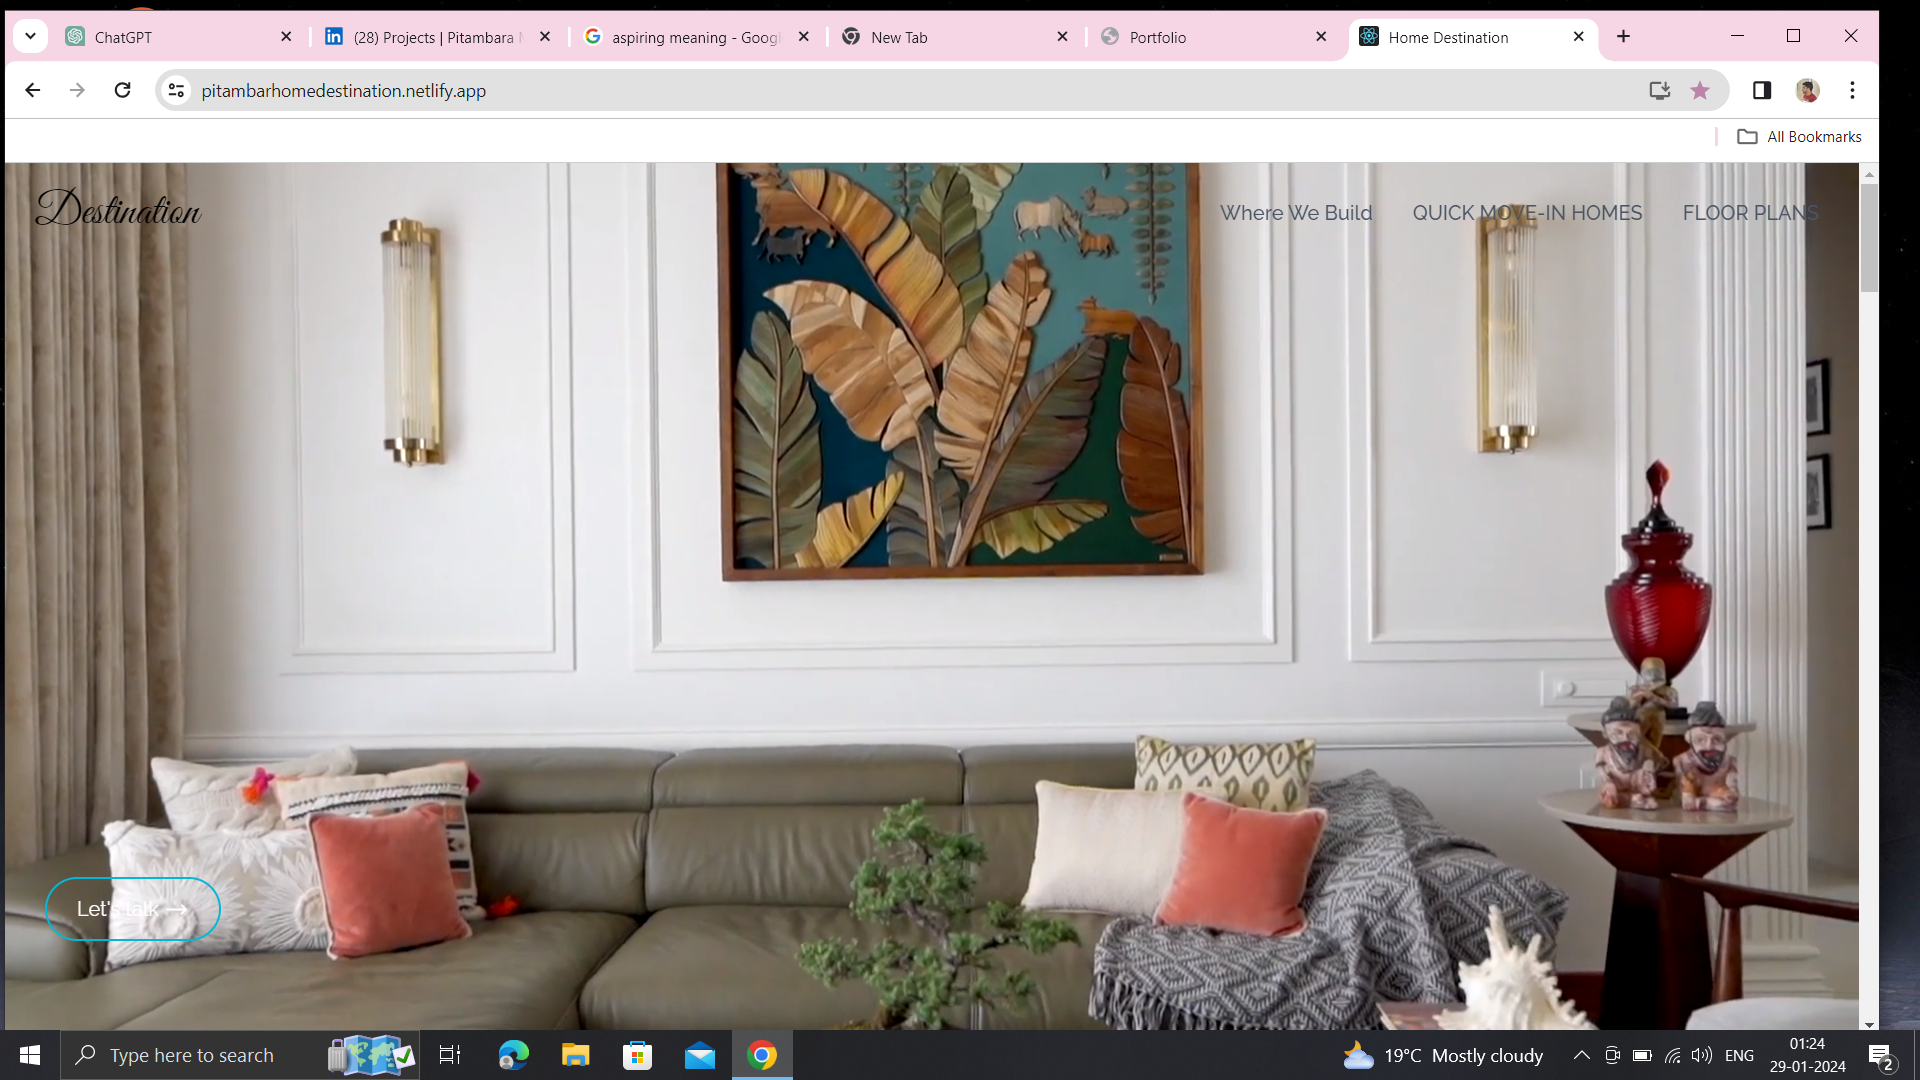 ChatGPT
(28) Projects | Pitambara
aspiring meaning - Goog
New Tab
Portfolio
Home Destination
pitambarhomedestination.netlify.app
All Bookmarks
Destination
Where We Build
QUICK MOVE-IN HOMES
FLOOR PLANS
Let's talk →
Type here to search
19°C Mostly cloudy
ENG
01:24
29-01-2024
2